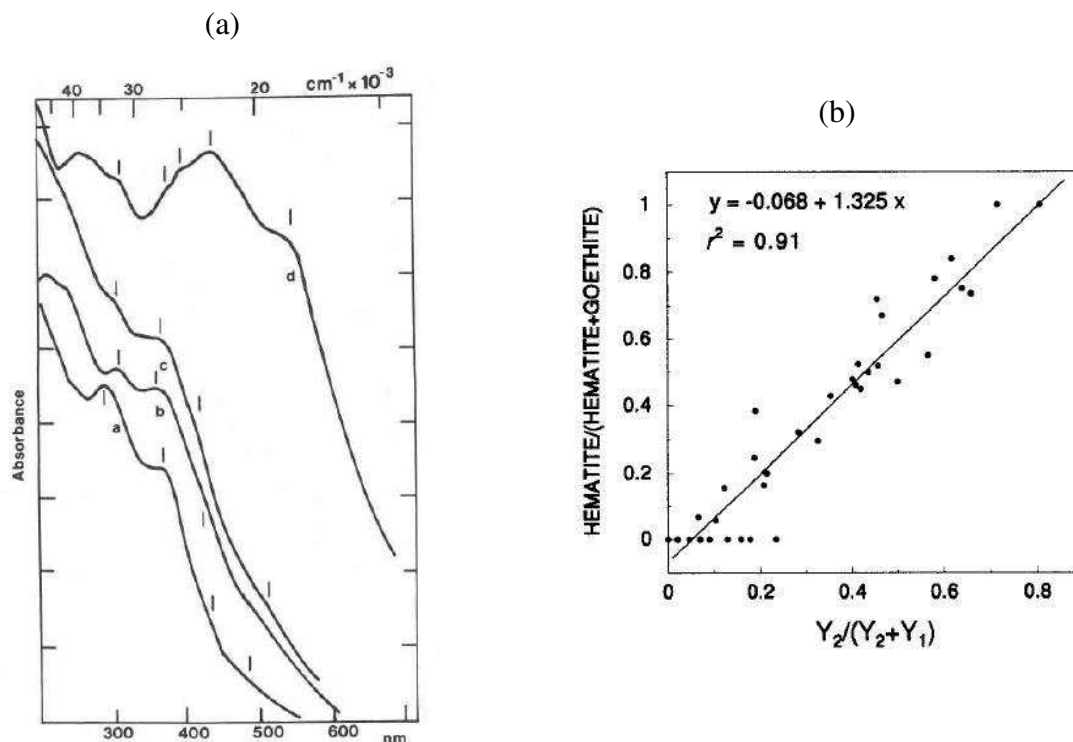 (a)
40 30 20 cm⁻¹ x 10⁻³
d
c
b
a
Absorbance
300 400 500 600 nm
(b)
y = -0.068 + 1.325 x
r² = 0.91
HEMATITE/(HEMATITE+GOETHITE)
1
0.8
0.6
0.4
0.2
0
0 0.2 0.4 0.6 0.8
Y₂/(Y₂+Y₁)